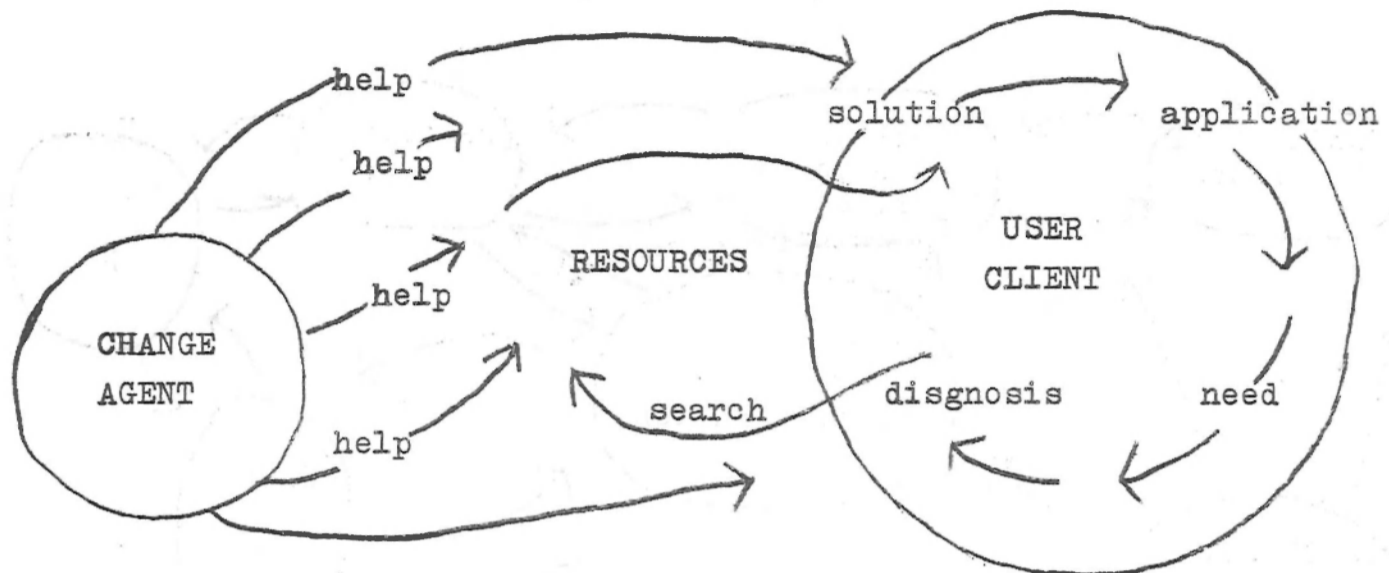 help
solution
application
help
USER
CLIENT
RESOURCES
help
CHANGE
AGENT
disgnosis
need
search
help